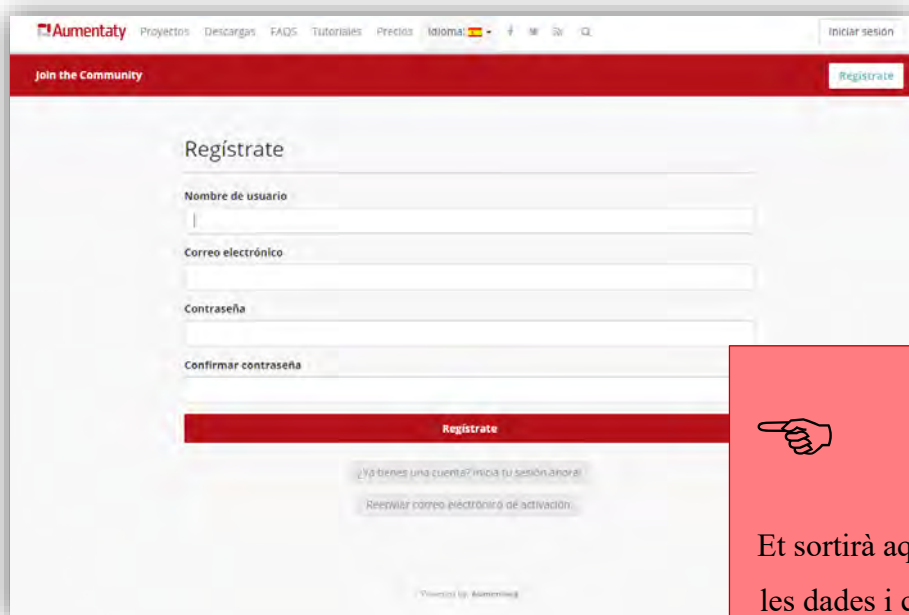 Aumentaty Proyectos Descargas FAQS Tutoriales Precios Idioma: Iniciar sesión
Join the Community Regístrate
Regístrate
Nombre de usuario
Correo electrónico
Contraseña
Confirmar contraseña
Regístrate
¿Ya tienes una cuenta? Inicia tu sesión ahora!
Reenviar correo electrónico de activación
Powered by
Et sortirà
les dades i